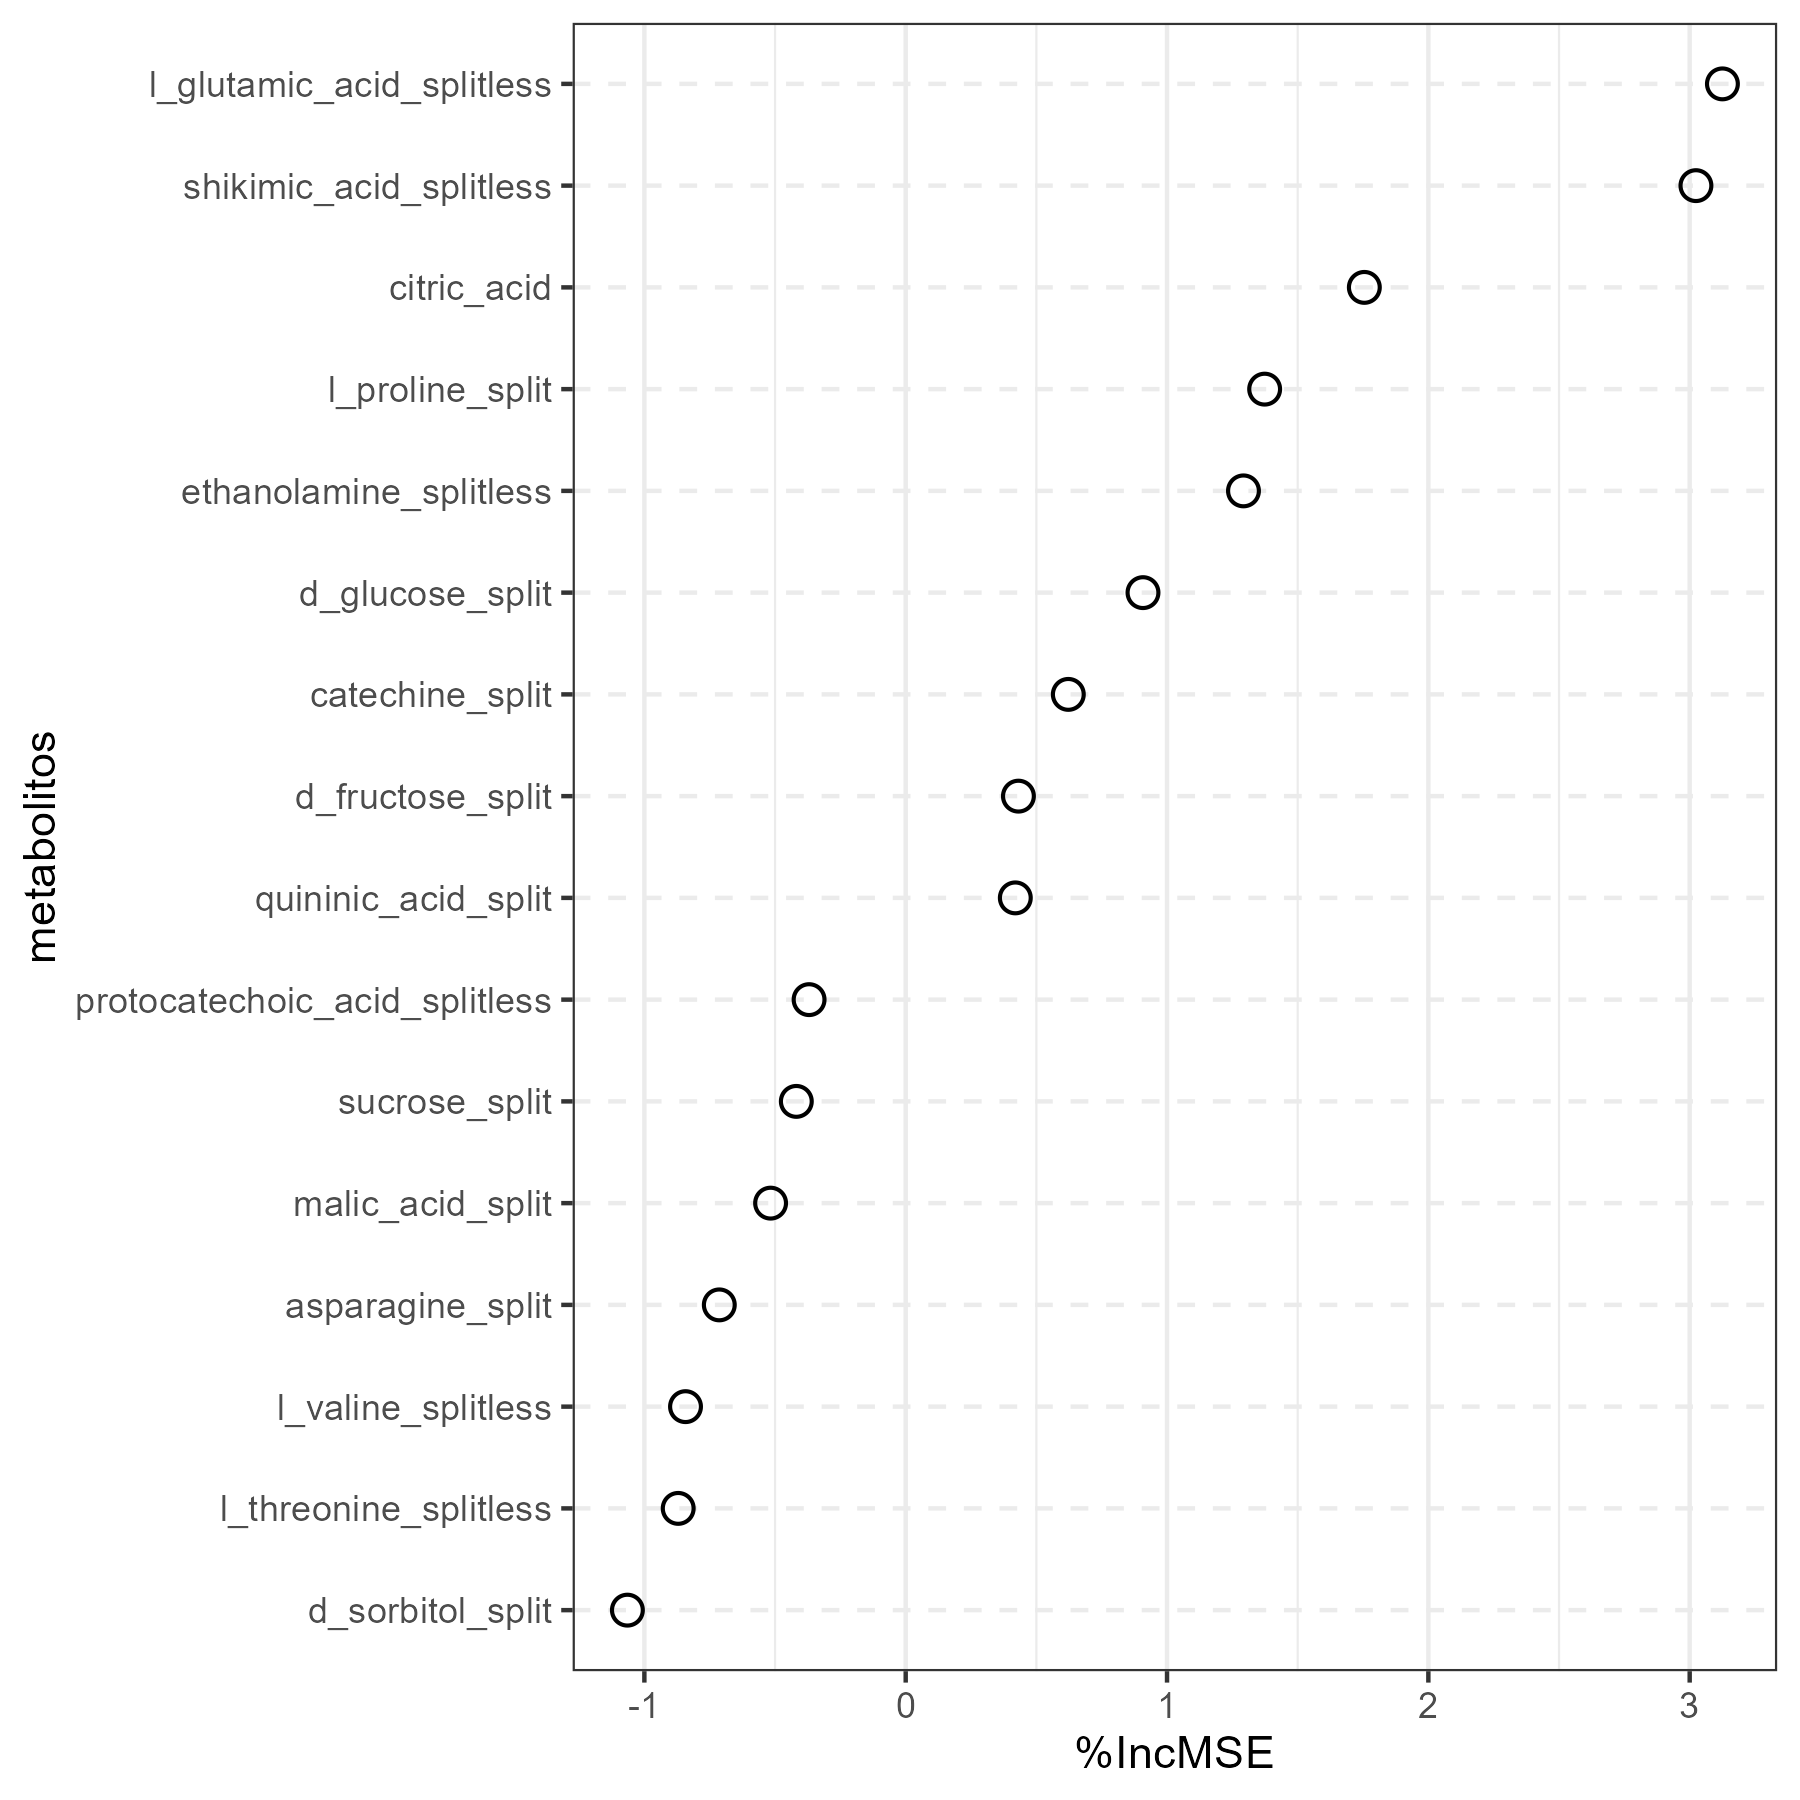 metabolitos
l_glutamic_acid_splitless
shikimic_acid_splitless
citric_acid
l_proline_split
ethanolamine_splitless
d_glucose_split
catechine_split
d_fructose_split
quininic_acid_split
protocatechoic_acid_splitless
sucrose_split
malic_acid_split
asparagine_split
l_valine_splitless
l_threonine_splitless
d_sorbitol_split
-1 0 1 2 3
%IncMSE